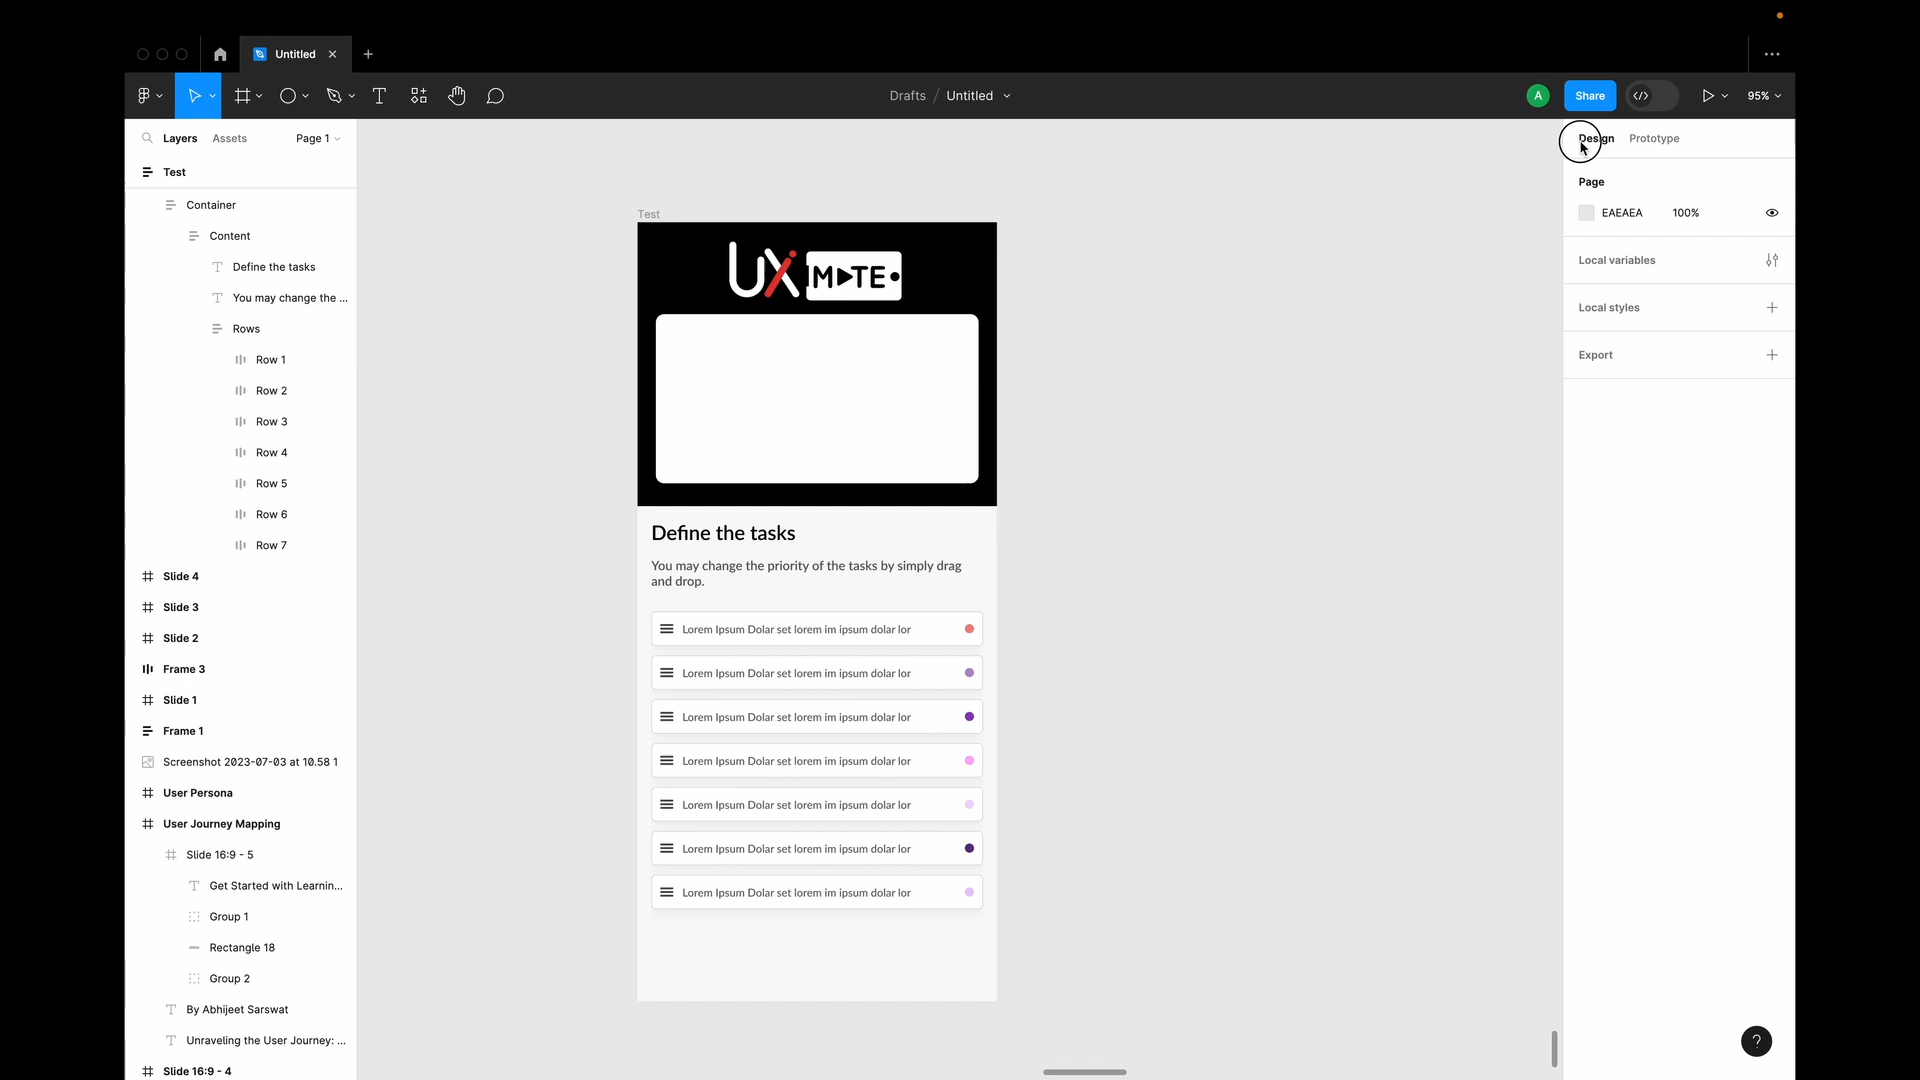 Untitled
Drafts / Untitled
A
Share
95%
Layers
Assets
Page 1
Test
Container
Content
Define the tasks
You may change the ...
Rows
Row 1
Row 2
Row 3
Row 4
Row 5
Row 6
Row 7
Slide 4
Slide 3
Slide 2
Frame 3
Slide 1
Frame 1
Screenshot 2023-07-03 at 10.58 1
User Persona
User Journey Mapping
Slide 16:9 - 5
Get Started with Learnin...
Group 1
Rectangle 18
Group 2
By Abhijeet Sarswat
Unraveling the User Journey: ...
Slide 16:9 - 4
Test
UX M▶TE
Define the tasks
You may change the priority of the tasks by simply drag
and drop.
Lorem Ipsum Dolar set lorem im ipsum dolar lor
Lorem Ipsum Dolar set lorem im ipsum dolar lor
Lorem Ipsum Dolar set lorem im ipsum dolar lor
Lorem Ipsum Dolar set lorem im ipsum dolar lor
Lorem Ipsum Dolar set lorem im ipsum dolar lor
Lorem Ipsum Dolar set lorem im ipsum dolar lor
Lorem Ipsum Dolar set lorem im ipsum dolar lor
Design
Prototype
Page
EAEAEA 100%
Local variables
Local styles
Export
?